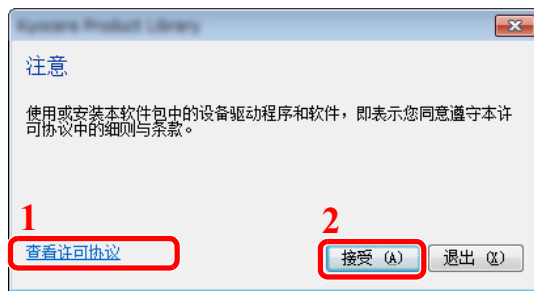 Kyocera Product Library
注意
使用或安装本软件包中的设备驱动程序和软件，即表示您同意遵守本许
可协议中的细则与条款。
1
2
查看许可协议
接受 (A)
退出 (X)